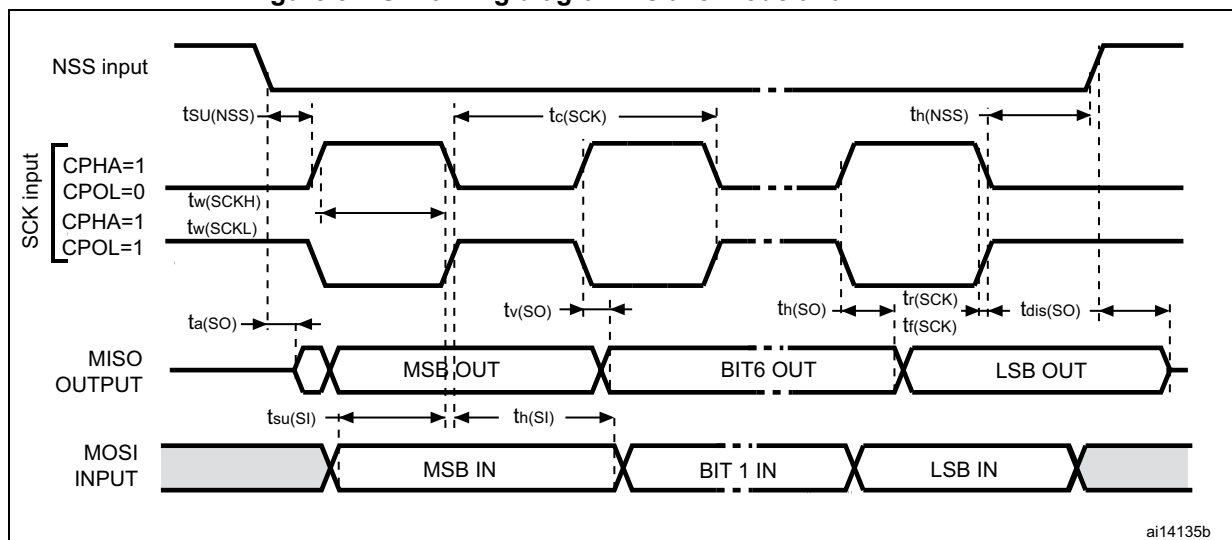 NSS input
tSU(NSS)
tc(SCK)
th(NSS)
SCK input
CPHA=1
CPOL=0
tw(SCKH)
CPHA=1
tw(SCKL)
CPOL=1
ta(SO)
tv(SO)
th(SO)
tr(SCK)
tf(SCK)
tdis(SO)
MISO
OUTPUT
MSB OUT
BIT6 OUT
LSB OUT
tsu(SI)
th(SI)
MOSI
INPUT
MSB IN
BIT 1 IN
LSB IN
ai14135b